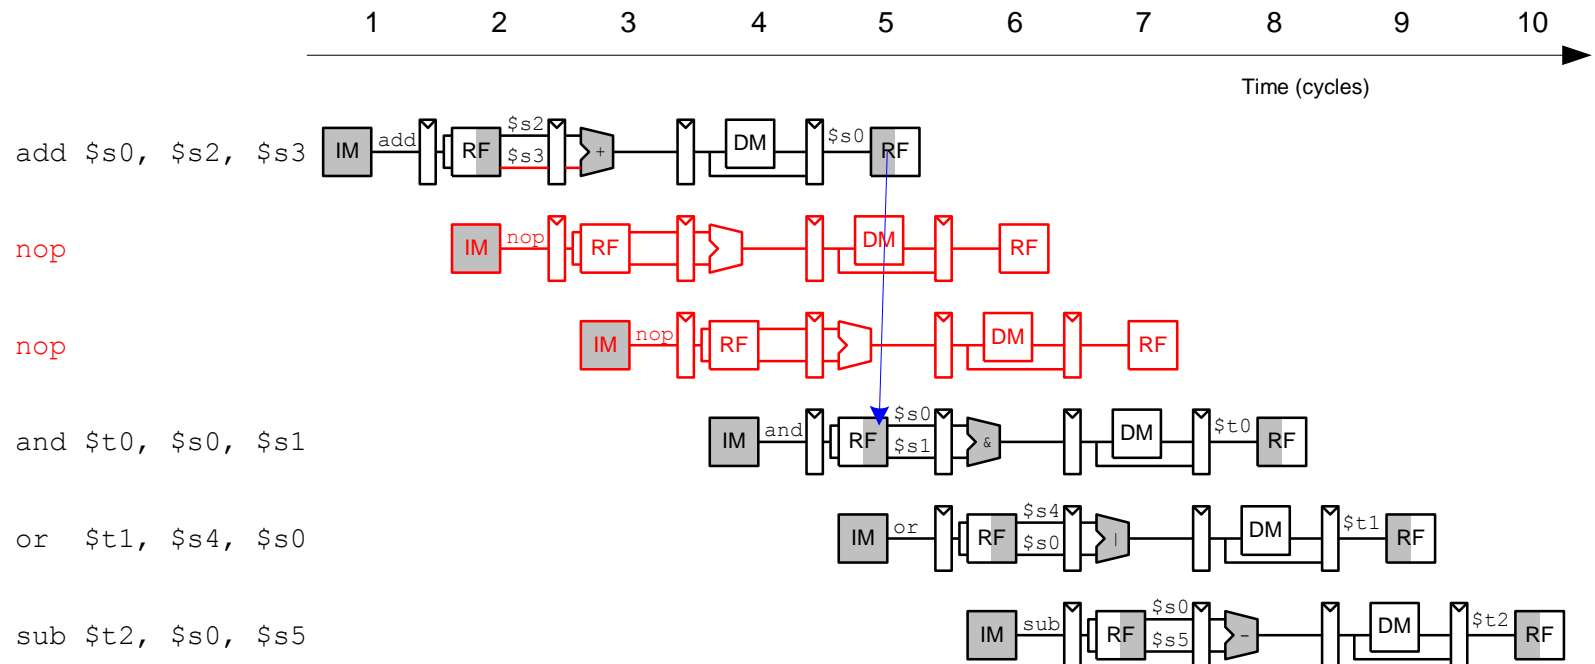 1 2 3 4 5 6 7 8 9 10
Time (cycles)
add $s0, $s2, $s3 IM add RF $s2 $s3 + DM $s0 RF
nop IM nop RF DM RF
nop IM nop RF DM RF
and $t0, $s0, $s1 IM and RF $s0 $s1 & DM $t0 RF
or $t1, $s4, $s0 IM or RF $s4 $s0 | DM $t1 RF
sub $t2, $s0, $s5 IM sub RF $s0 $s5 - DM $t2 RF